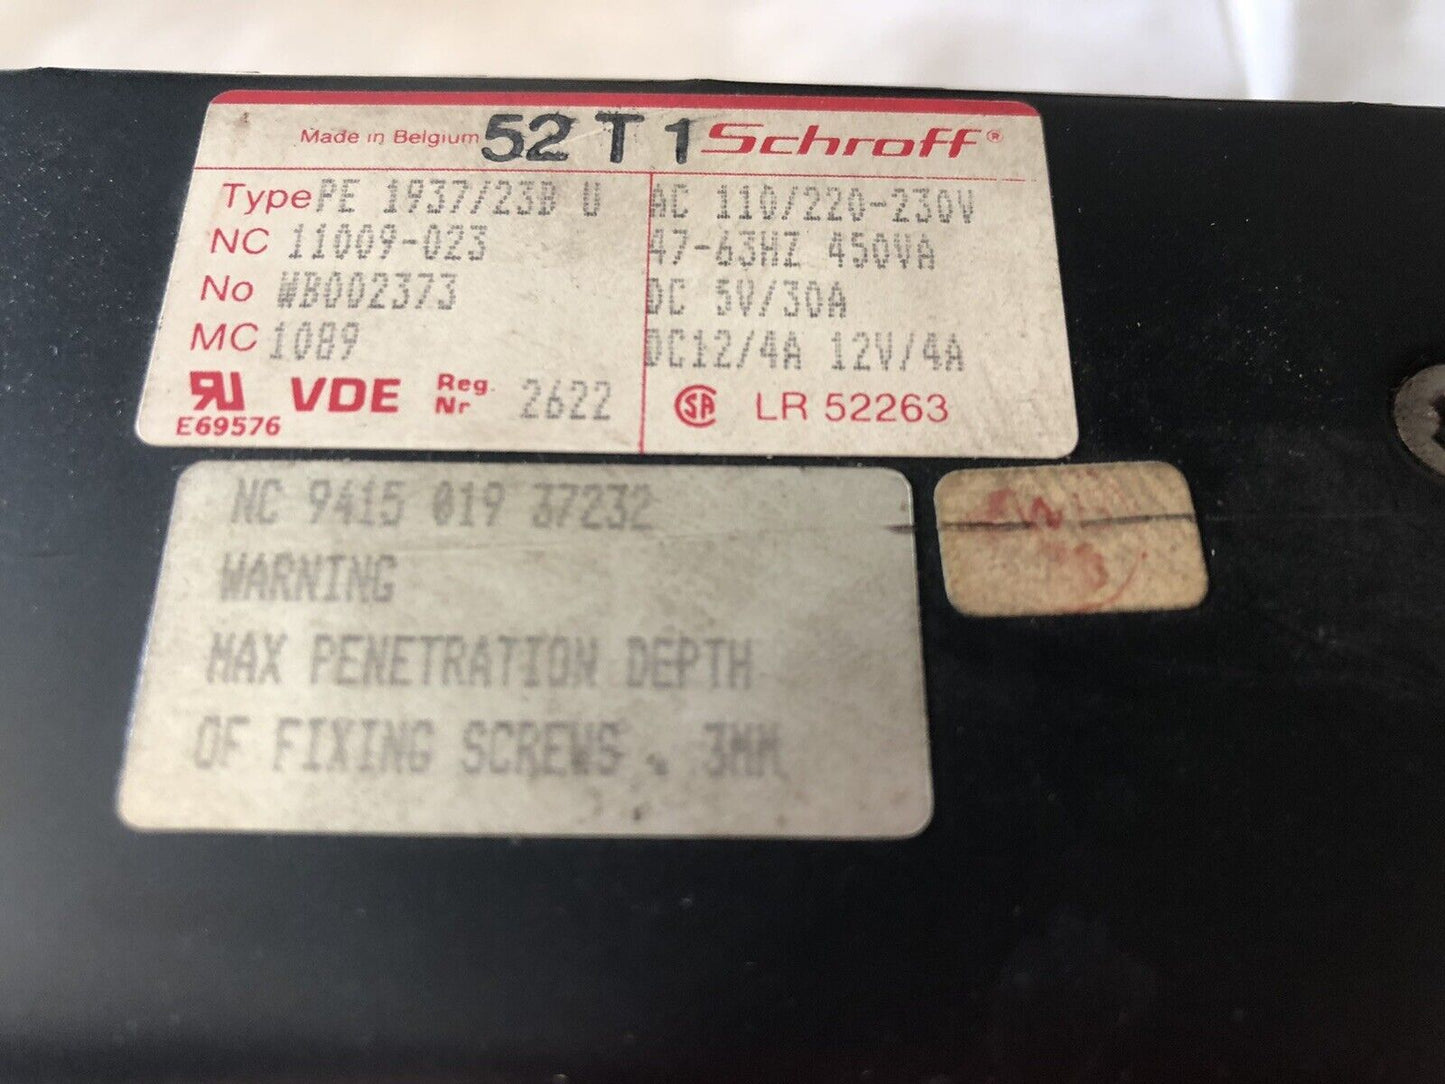 Made in Belgium 52 T 1 Schroff®
Type PE 1937/23B U
NC 11009-023
No WB002373
MC 1089
VDE Reg. Nr 2622
E69576
AC 110/220-230V
47-63HZ 450VA
DC 5V/30A
DC12/4A 12V/4A
SA LR 52263
NC 9415 019 37232
WARNING
MAX PENETRATION DEPTH
OF FIXING SCREWS . 3MM